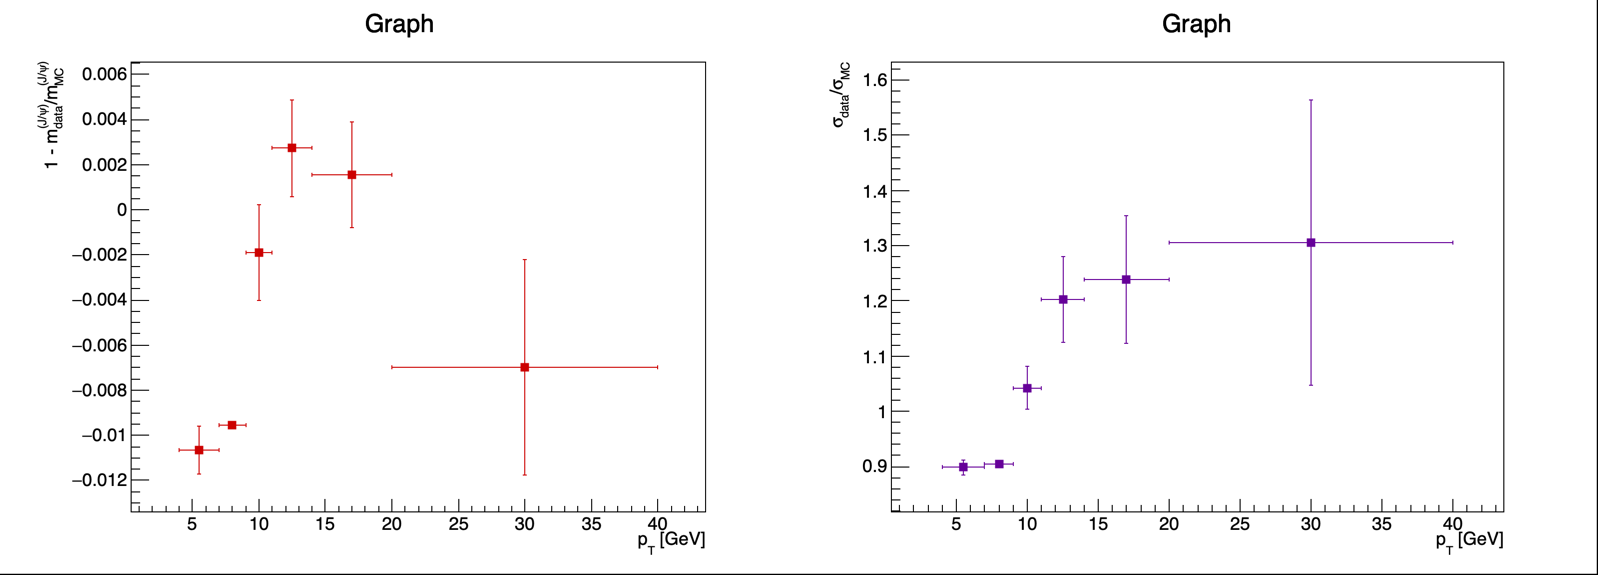 Graph
1 - m_data^(J/ψ)/m_MC^(J/ψ)
0.006
0.004
0.002
0
−0.002
−0.004
−0.006
−0.008
−0.01
−0.012
5 10 15 20 25 30 35 40
p_T [GeV]
Graph
σ_data/σ_MC
1.6
1.5
1.4
1.3
1.2
1.1
1
0.9
5 10 15 20 25 30 35 40
p_T [GeV]